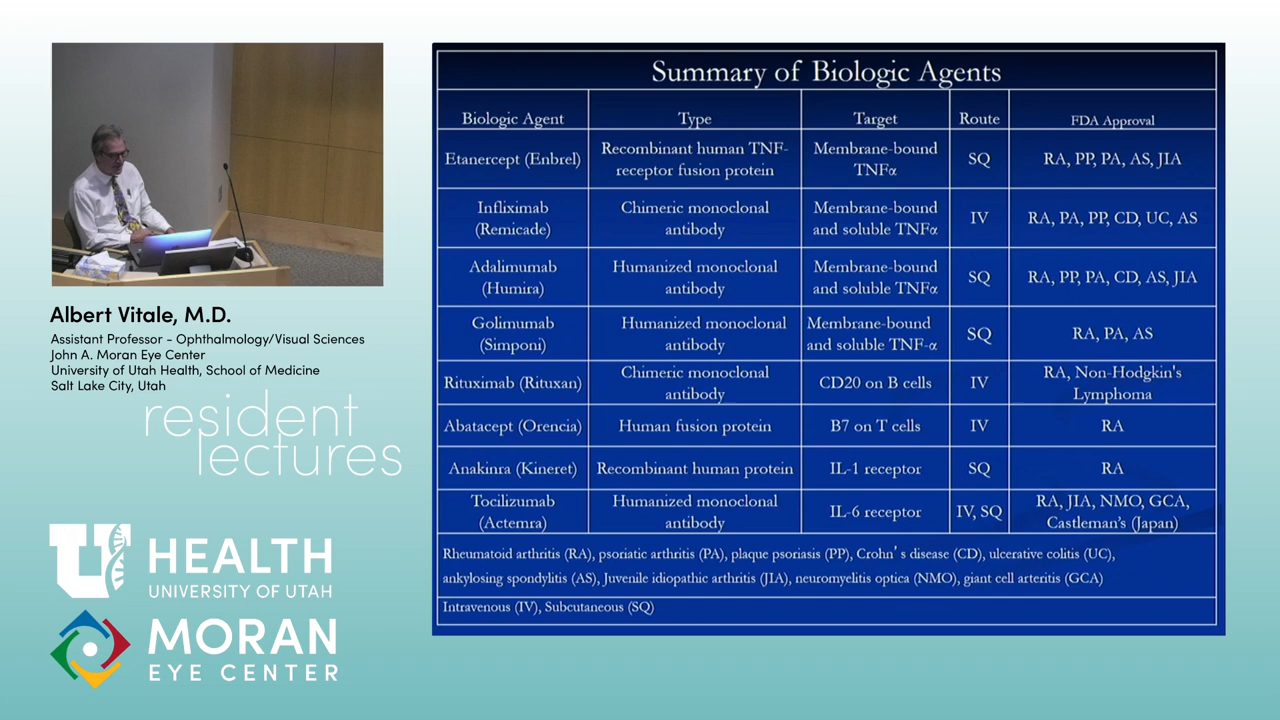 Albert Vitale, M.D.
Assistant Professor - Ophthalmology/Visual Sciences
John A. Moran Eye Center
University of Utah Health, School of Medicine
Salt Lake City, Utah
resident
lectures
U HEALTH
UNIVERSITY OF UTAH
MORAN
EYE CENTER
Summary of Biologic Agents
Biologic Agent Type Target Route FDA Approval
Etanercept (Enbrel) Recombinant human TNF-receptor fusion protein Membrane-bound TNFα SQ RA, PP, PA, AS, JIA
Infliximab (Remicade) Chimeric monoclonal antibody Membrane-bound and soluble TNFα IV RA, PA, PP, CD, UC, AS
Adalimumab (Humira) Humanized monoclonal antibody Membrane-bound and soluble TNFα SQ RA, PP, PA, CD, AS, JIA
Golimumab (Simponi) Humanized monoclonal antibody Membrane-bound and soluble TNF-α SQ RA, PA, AS
Rituximab (Rituxan) Chimeric monoclonal antibody CD20 on B cells IV RA, Non-Hodgkin's Lymphoma
Abatacept (Orencia) Human fusion protein B7 on T cells IV RA
Anakinra (Kineret) Recombinant human protein IL-1 receptor SQ RA
Tocilizumab (Actemra) Humanized monoclonal antibody IL-6 receptor IV, SQ RA, JIA, NMO, GCA, Castleman's (Japan)
Rheumatoid arthritis (RA), psoriatic arthritis (PA), plaque psoriasis (PP), Crohn's disease (CD), ulcerative colitis (UC),
ankylosing spondylitis (AS), Juvenile idiopathic arthritis (JIA), neuromyelitis optica (NMO), giant cell arteritis (GCA)
Intravenous (IV), Subcutaneous (SQ)